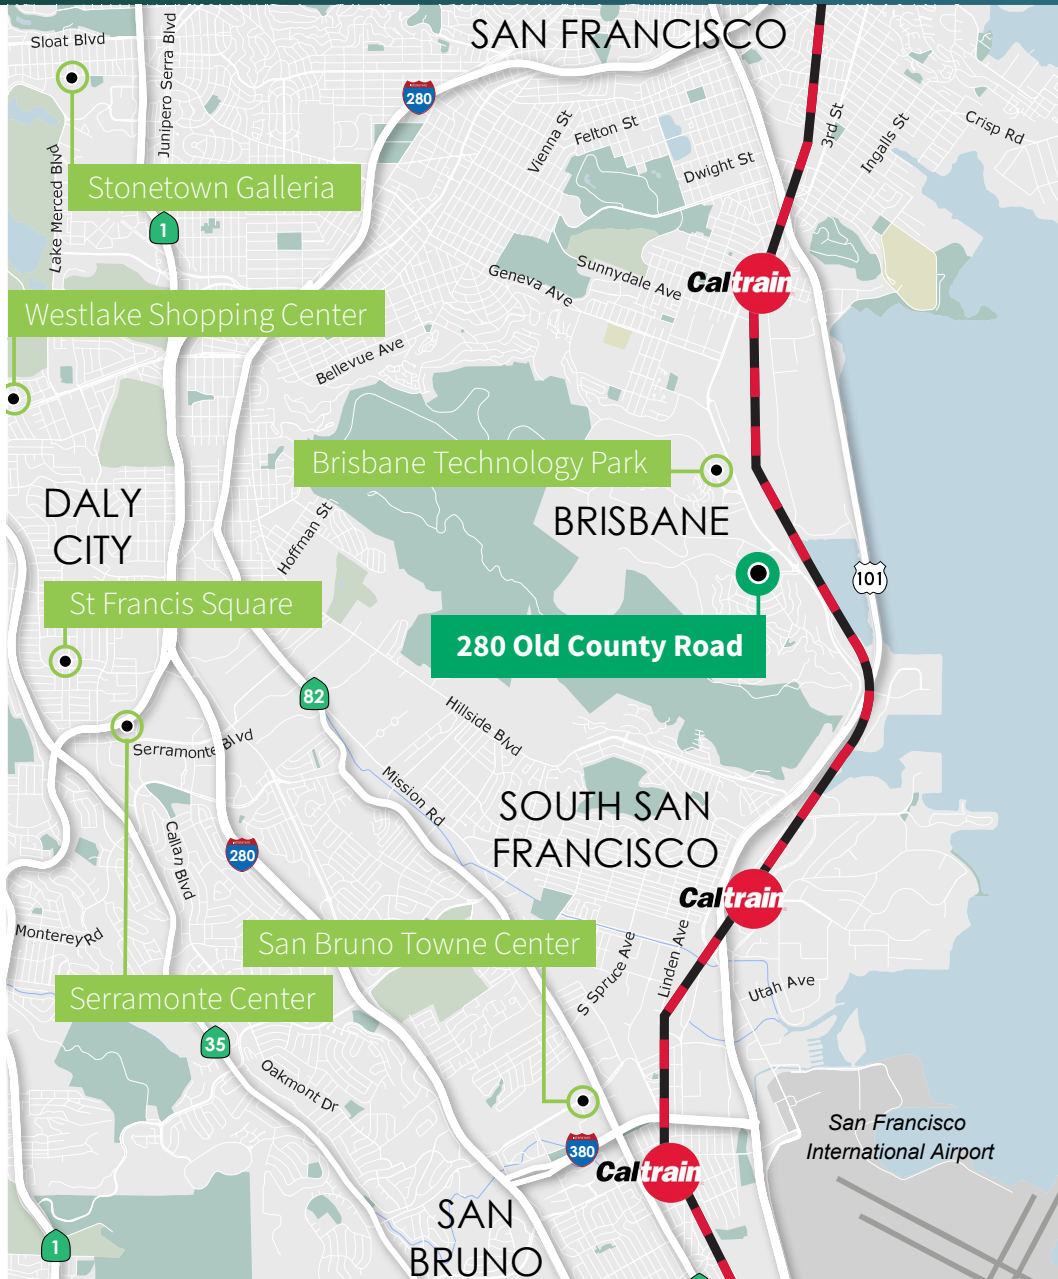 SAN FRANCISCO
Sloat Blvd
Junipero Serra Blvd
280
3rd St
Ingalls St
Crisp Rd
Vienna St
Felton St
Dwight St
Lake Merced Blvd
Stonetown Galleria
1
Geneva Ave
Sunnydale Ave
Caltrain
Westlake Shopping Center
Bellevue Ave
Brisbane Technology Park
DALY
CITY
BRISBANE
Hoffman St
101
St Francis Square
280 Old County Road
82
Hillside Blvd
Serramonte Blvd
Mission Rd
SOUTH SAN
FRANCISCO
Callan Blvd
280
Caltrain
Monterey Rd
San Bruno Towne Center
S Spruce Ave
Linden Ave
Utah Ave
Serramonte Center
35
Oakmont Dr
San Francisco
International Airport
380
Caltrain
SAN
BRUNO
1